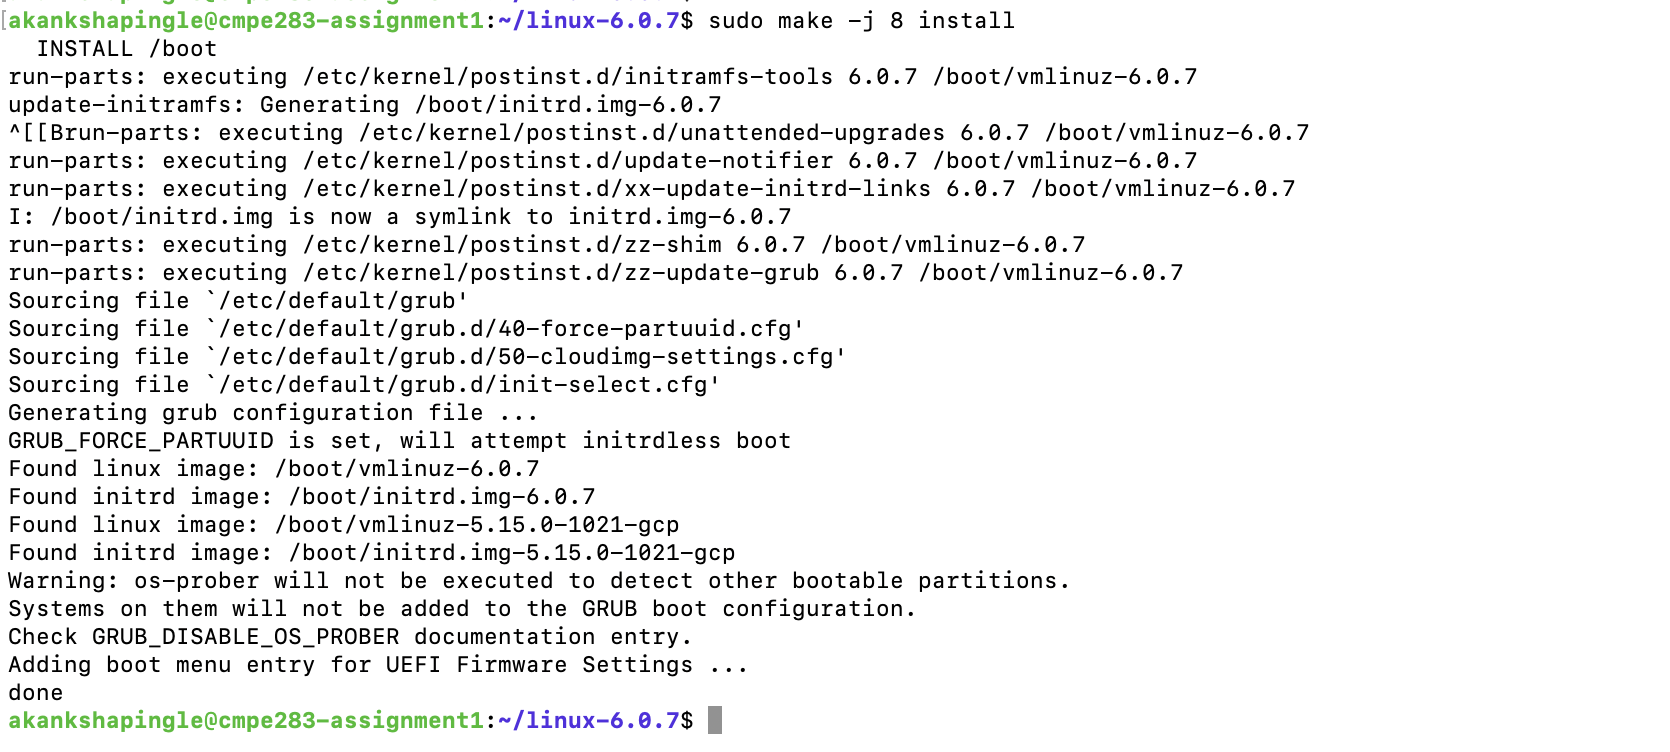 [akankshapingle@cmpe283-assignment1:~/linux-6.0.7$ sudo make -j 8 install
  INSTALL /boot
run-parts: executing /etc/kernel/postinst.d/initramfs-tools 6.0.7 /boot/vmlinuz-6.0.7
update-initramfs: Generating /boot/initrd.img-6.0.7
^[[Brun-parts: executing /etc/kernel/postinst.d/unattended-upgrades 6.0.7 /boot/vmlinuz-6.0.7
run-parts: executing /etc/kernel/postinst.d/update-notifier 6.0.7 /boot/vmlinuz-6.0.7
run-parts: executing /etc/kernel/postinst.d/xx-update-initrd-links 6.0.7 /boot/vmlinuz-6.0.7
I: /boot/initrd.img is now a symlink to initrd.img-6.0.7
run-parts: executing /etc/kernel/postinst.d/zz-shim 6.0.7 /boot/vmlinuz-6.0.7
run-parts: executing /etc/kernel/postinst.d/zz-update-grub 6.0.7 /boot/vmlinuz-6.0.7
Sourcing file `/etc/default/grub'
Sourcing file `/etc/default/grub.d/40-force-partuuid.cfg'
Sourcing file `/etc/default/grub.d/50-cloudimg-settings.cfg'
Sourcing file `/etc/default/grub.d/init-select.cfg'
Generating grub configuration file ...
GRUB_FORCE_PARTUUID is set, will attempt initrdless boot
Found linux image: /boot/vmlinuz-6.0.7
Found initrd image: /boot/initrd.img-6.0.7
Found linux image: /boot/vmlinuz-5.15.0-1021-gcp
Found initrd image: /boot/initrd.img-5.15.0-1021-gcp
Warning: os-prober will not be executed to detect other bootable partitions.
Systems on them will not be added to the GRUB boot configuration.
Check GRUB_DISABLE_OS_PROBER documentation entry.
Adding boot menu entry for UEFI Firmware Settings ...
done
akankshapingle@cmpe283-assignment1:~/linux-6.0.7$